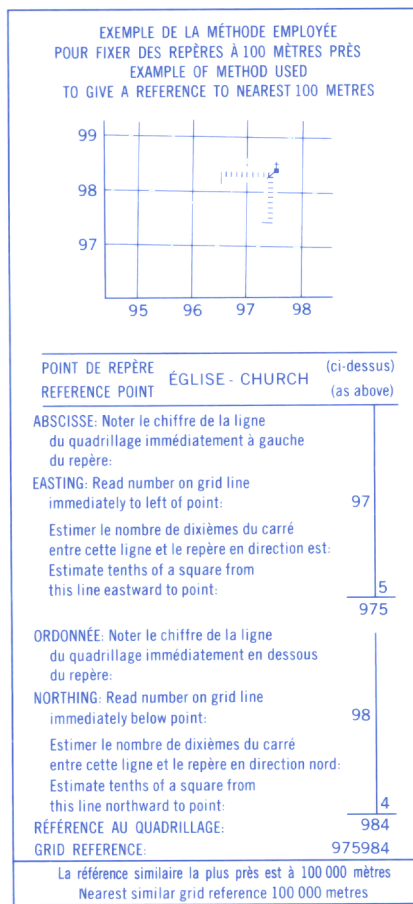 EXEMPLE DE LA MÉTHODE EMPLOYÉE
POUR FIXER DES REPÈRES À 100 MÈTRES PRÈS
EXAMPLE OF METHOD USED
TO GIVE A REFERENCE TO NEAREST 100 METRES
99
98
97
95 96 97 98
POINT DE REPÈRE
REFERENCE POINT
ÉGLISE - CHURCH
(ci-dessus)
(as above)
ABSCISSE: Noter le chiffre de la ligne
du quadrillage immédiatement à gauche
du repère:
EASTING: Read number on grid line
immediately to left of point: 97
Estimer le nombre de dixièmes du carré
entre cette ligne et le repère en direction est:
Estimate tenths of a square from
this line eastward to point: 5
975
ORDONNÉE: Noter le chiffre de la ligne
du quadrillage immédiatement en dessous
du repère:
NORTHING: Read number on grid line
immediately below point: 98
Estimer le nombre de dixièmes du carré
entre cette ligne et le repère en direction nord:
Estimate tenths of a square from
this line northward to point: 4
RÉFÉRENCE AU QUADRILLAGE: 984
GRID REFERENCE: 975984
La référence similaire la plus près est à 100 000 mètres
Nearest similar grid reference 100 000 metres